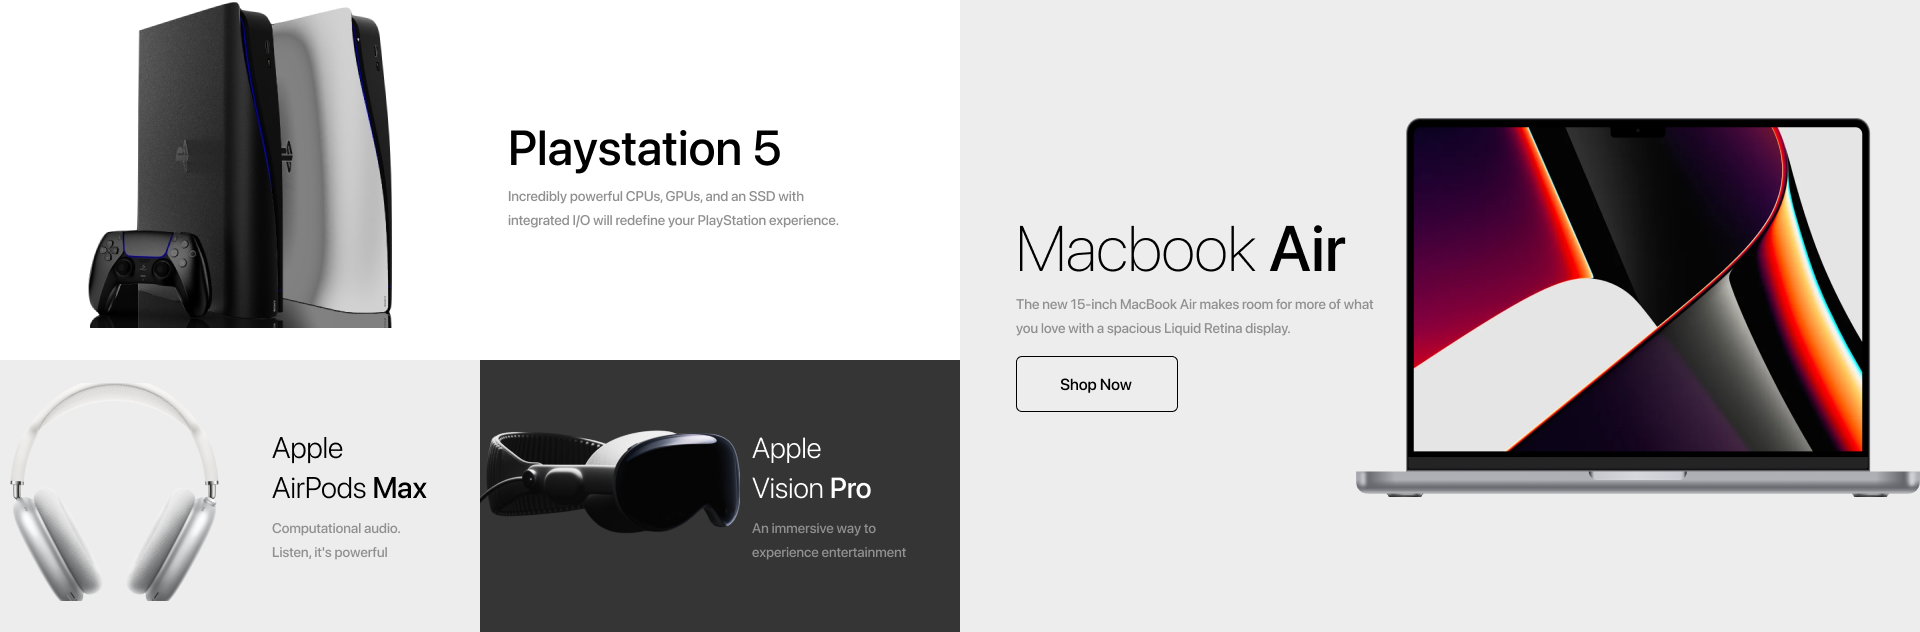 Playstation 5
Incredibly powerful CPUs, GPUs, and an SSD with
integrated I/O will redefine your PlayStation experience.
Apple
AirPods Max
Computational audio.
Listen, it's powerful
Apple
Vision Pro
An immersive way to
experience entertainment
Macbook Air
The new 15-inch MacBook Air makes room for more of what
you love with a spacious Liquid Retina display.
Shop Now